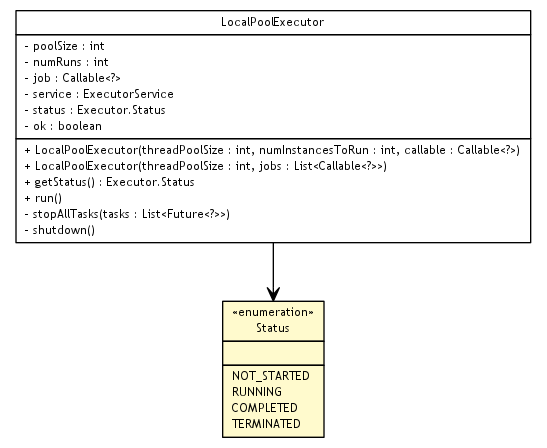 LocalPoolExecutor
- poolSize : int
- numRuns : int
- job : Callable<?>
- service : ExecutorService
- status : Executor.Status
- ok : boolean
+ LocalPoolExecutor(threadPoolSize : int, numInstancesToRun : int, callable : Callable<?>)
+ LocalPoolExecutor(threadPoolSize : int, jobs : List<Callable<?>>)
+ getStatus() : Executor.Status
+ run()
- stopAllTasks(tasks : List<Future<?>>)
- shutdown()
«enumeration»
Status
NOT_STARTED
RUNNING
COMPLETED
TERMINATED